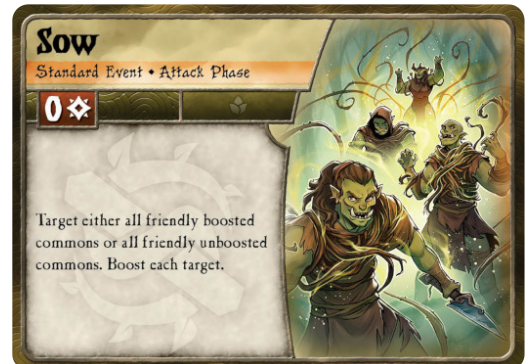 Sow
Standard Event • Attack Phase
0
Target either all friendly boosted
commons or all friendly unboosted
commons. Boost each target.